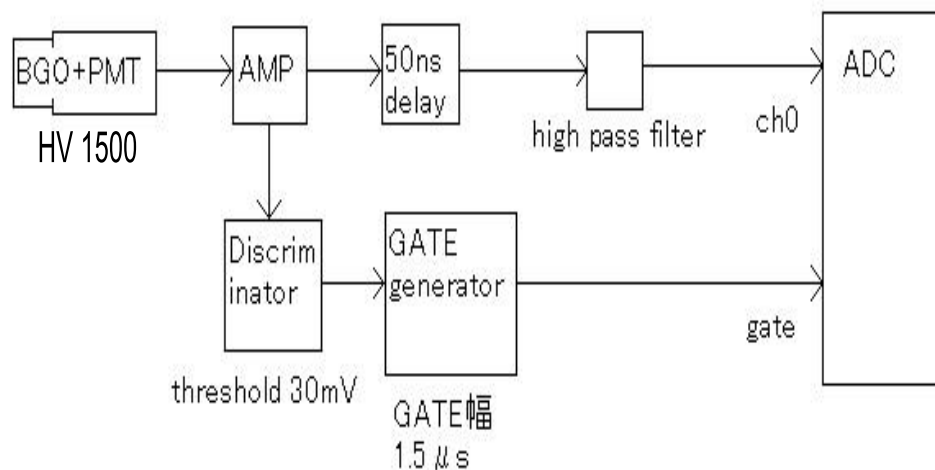 BGO+PMT
HV 1500
AMP
50ns
delay
high pass filter
ch0
ADC
Discrim
inator
threshold 30mV
GATE
generator
GATE幅
1.5 μs
gate